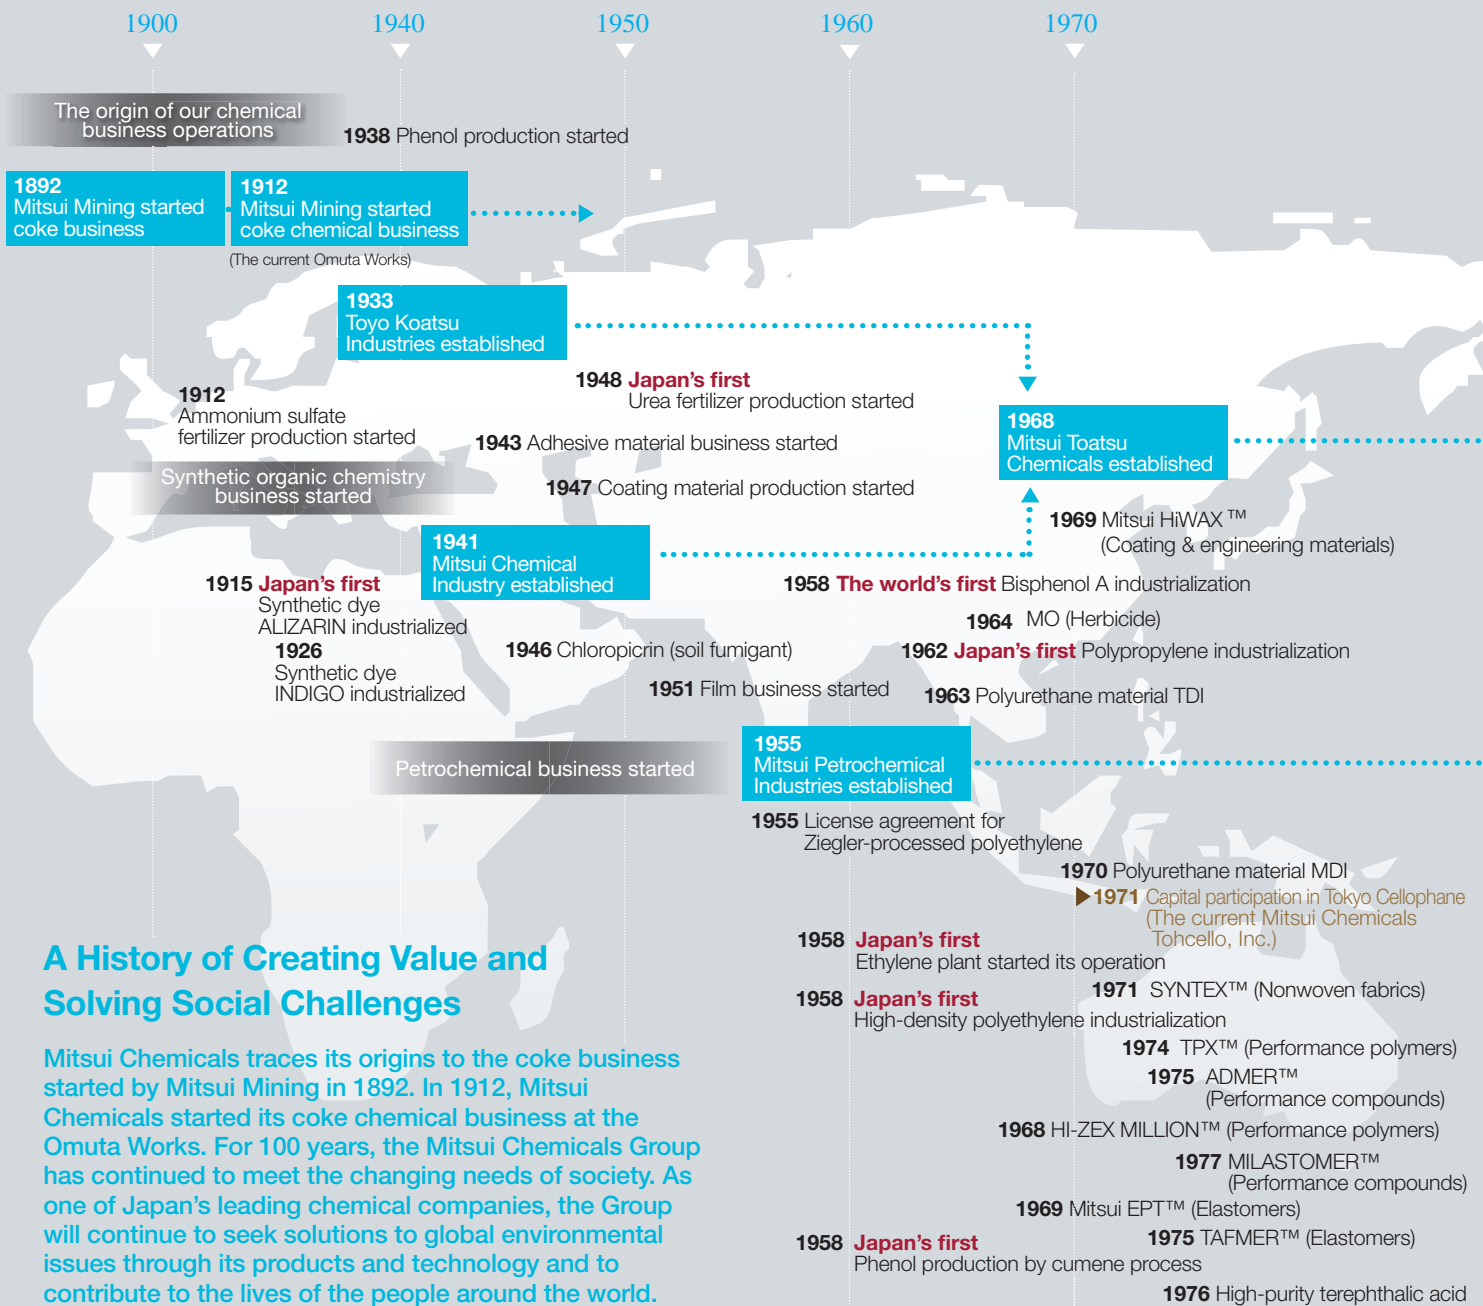 1900 1940 1950 1960 1970
The origin of our chemical
business operations
1938 Phenol production started
1892
Mitsui Mining started
coke business
1912
Mitsui Mining started
coke chemical business
(The current Omuta Works)
1933
Toyo Koatsu
Industries established
1912
Ammonium sulfate
fertilizer production started
1948 Japan's first
Urea fertilizer production started
1943 Adhesive material business started
1968
Mitsui Toatsu
Chemicals established
Synthetic organic chemistry
business started
1947 Coating material production started
1969 Mitsui HiWAX™
(Coating & engineering materials)
1941
Mitsui Chemical
Industry established
1915 Japan's first
Synthetic dye
ALIZARIN industrialized
1958 The world's first Bisphenol A industrialization
1964 MO (Herbicide)
1926
Synthetic dye
INDIGO industrialized
1946 Chloropicrin (soil fumigant)
1962 Japan's first Polypropylene industrialization
1951 Film business started
1963 Polyurethane material TDI
Petrochemical business started
1955
Mitsui Petrochemical
Industries established
1955 License agreement for
Ziegler-processed polyethylene
1970 Polyurethane material MDI
1971 Capital participation in Tokyo Cellophane
(The current Mitsui Chemicals
Tohcello, Inc.)
1958 Japan's first
Ethylene plant started its operation
1971 SYNTEX™ (Nonwoven fabrics)
1958 Japan's first
High-density polyethylene industrialization
1974 TPX™ (Performance polymers)
1975 ADMER™
(Performance compounds)
1968 HI-ZEX MILLION™ (Performance polymers)
1977 MILASTOMER™
(Performance compounds)
1969 Mitsui EPT™ (Elastomers)
1975 TAFMER™ (Elastomers)
1958 Japan's first
Phenol production by cumene process
1976 High-purity terephthalic acid
A History of Creating Value and
Solving Social Challenges
Mitsui Chemicals traces its origins to the coke business
started by Mitsui Mining in 1892. In 1912, Mitsui
Chemicals started its coke chemical business at the
Omuta Works. For 100 years, the Mitsui Chemicals Group
has continued to meet the changing needs of society. As
one of Japan's leading chemical companies, the Group
will continue to seek solutions to global environmental
issues through its products and technology and to
contribute to the lives of the people around the world.